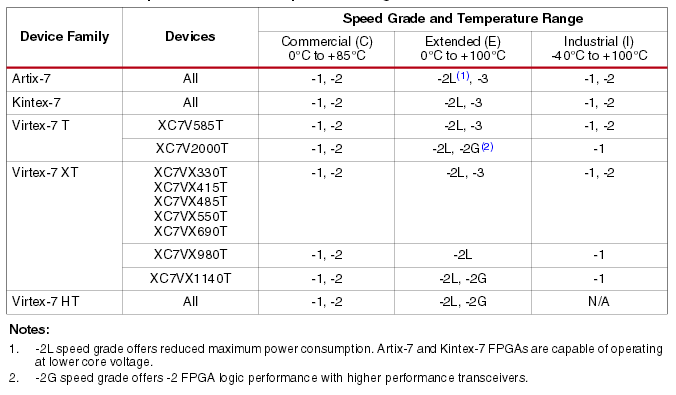 Speed Grade and Temperature Range
Device Family Devices Commercial (C) Extended (E) Industrial (I)
0°C to +85°C 0°C to +100°C -40°C to +100°C
Artix-7 All -1, -2 -2L(1), -3 -1, -2
Kintex-7 All -1, -2 -2L, -3 -1, -2
Virtex-7 T XC7V585T -1, -2 -2L, -3 -1, -2
XC7V2000T -1, -2 -2L, -2G(2) -1
Virtex-7 XT XC7VX330T -1, -2 -2L, -3 -1, -2
XC7VX415T
XC7VX485T
XC7VX550T
XC7VX690T
XC7VX980T -1, -2 -2L -1
XC7VX1140T -1, -2 -2L, -2G -1
Virtex-7 HT All -1, -2 -2L, -2G N/A
Notes:
1. -2L speed grade offers reduced maximum power consumption. Artix-7 and Kintex-7 FPGAs are capable of operating
at lower core voltage.
2. -2G speed grade offers -2 FPGA logic performance with higher performance transceivers.